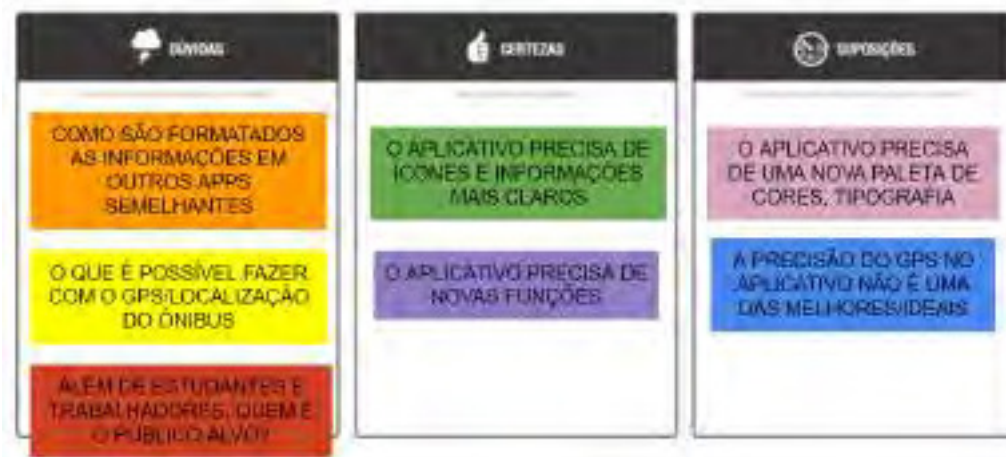 DÚVIDAS
COMO SÃO FORMATADOS
AS INFORMAÇÕES EM
OUTROS APPS
SEMELHANTES
O QUE É POSSÍVEL FAZER
COM O GPS/LOCALIZAÇÃO
DO ÔNIBUS
ALÉM DE ESTUDANTES E
TRABALHADORES, QUEM É
O PÚBLICO ALVO?
CERTEZAS
O APLICATIVO PRECISA DE
ÍCONES E INFORMAÇÕES
MAIS CLAROS
O APLICATIVO PRECISA DE
NOVAS FUNÇÕES
SUPOSIÇÕES
O APLICATIVO PRECISA
DE UMA NOVA PALETA DE
CORES, TIPOGRAFIA
A PRECISÃO DO GPS NO
APLICATIVO NÃO É UMA
DAS MELHORES/IDEAIS